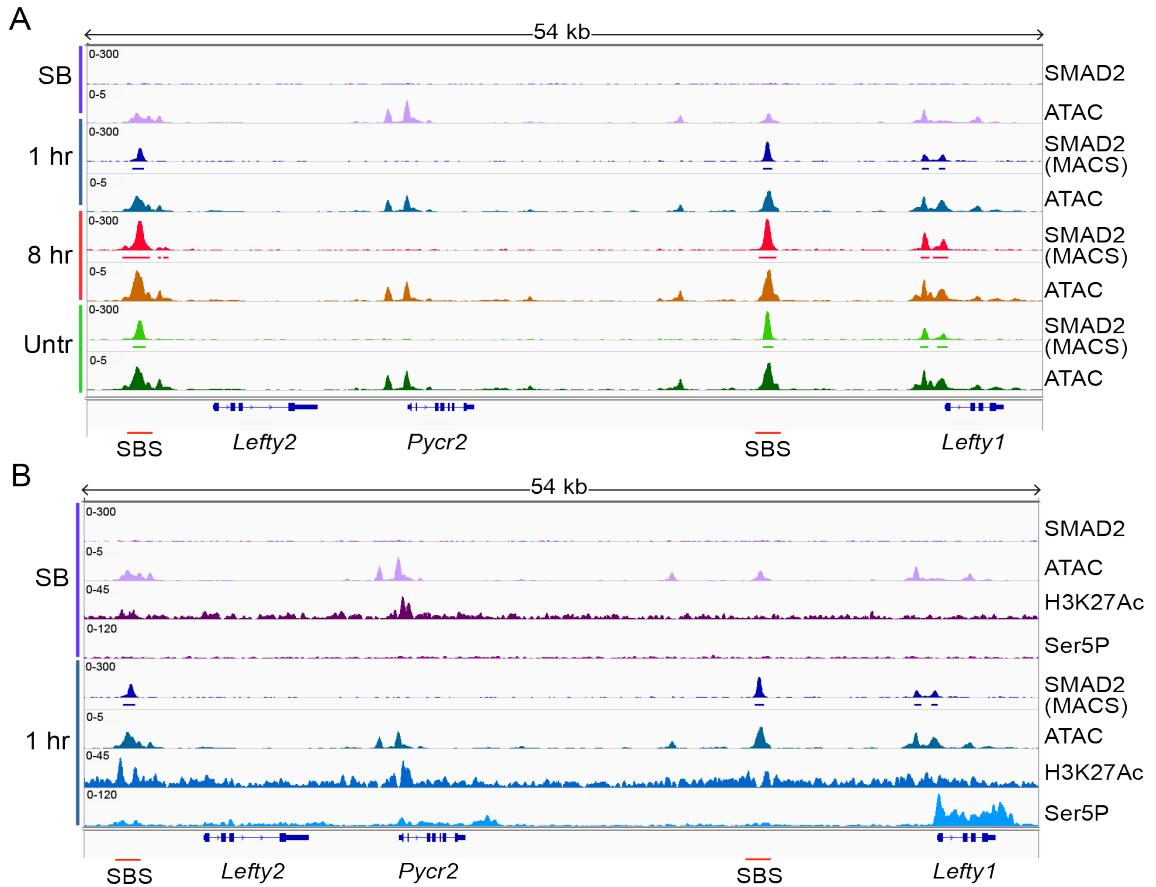 A
54 kb
SB
0-300
SMAD2
0-5
ATAC
1 hr
0-300
SMAD2
(MACS)
0-5
ATAC
8 hr
0-300
SMAD2
(MACS)
0-5
ATAC
Untr
0-300
SMAD2
(MACS)
0-5
ATAC
SBS
Lefty2
Pycr2
SBS
Lefty1
B
54 kb
SB
0-300
SMAD2
0-5
ATAC
0-45
H3K27Ac
0-120
Ser5P
1 hr
0-300
SMAD2
(MACS)
0-5
ATAC
0-45
H3K27Ac
0-120
Ser5P
SBS
Lefty2
Pycr2
SBS
Lefty1